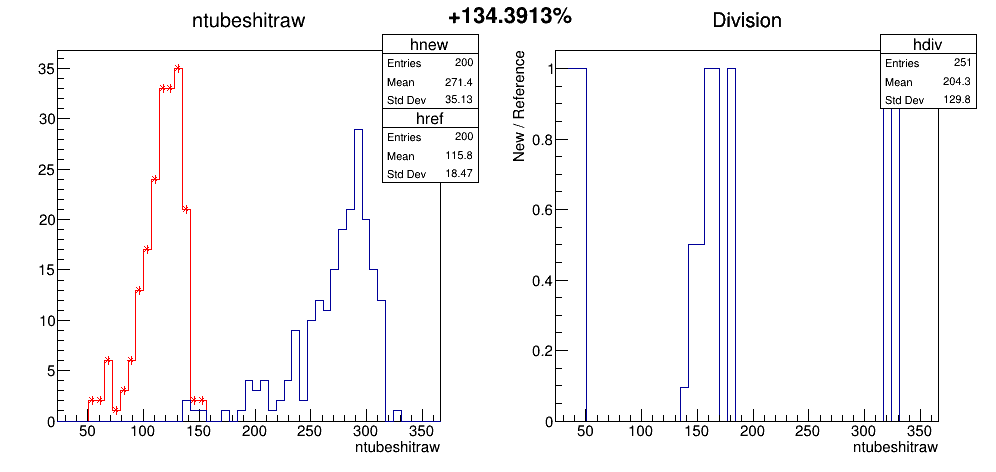 +134.3913%
ntubeshitraw
hnew
Entries 200
Mean 271.4
Std Dev 35.13
href
Entries 200
Mean 115.8
Std Dev 18.47
35
30
25
20
15
10
5
0
50 100 150 200 250 300 350
ntubeshitraw
Division
hdiv
Entries 251
Mean 204.3
Std Dev 129.8
New / Reference
1
0.8
0.6
0.4
0.2
0
50 100 150 200 250 300 350
ntubeshitraw